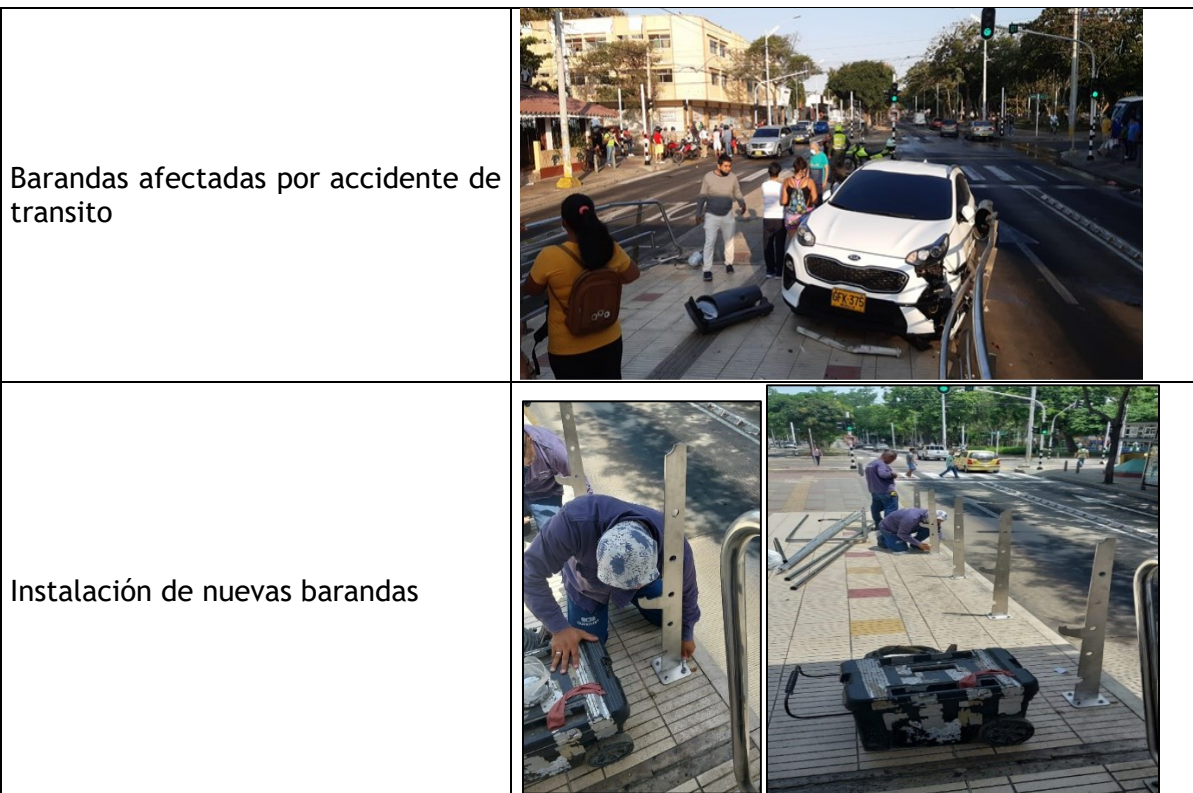 Barandas afectadas por accidente de
transito
GFK 375
Instalación de nuevas barandas